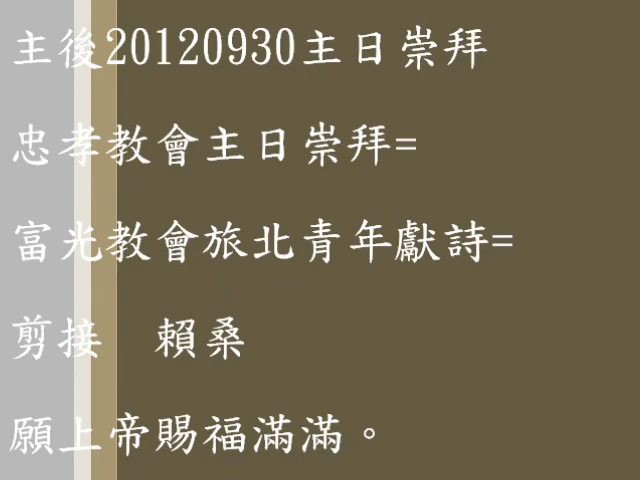 主後20120930主日崇拜
忠孝教會主日崇拜=
富光教會旅北青年獻詩=
剪接　賴桑
願上帝賜福滿滿。